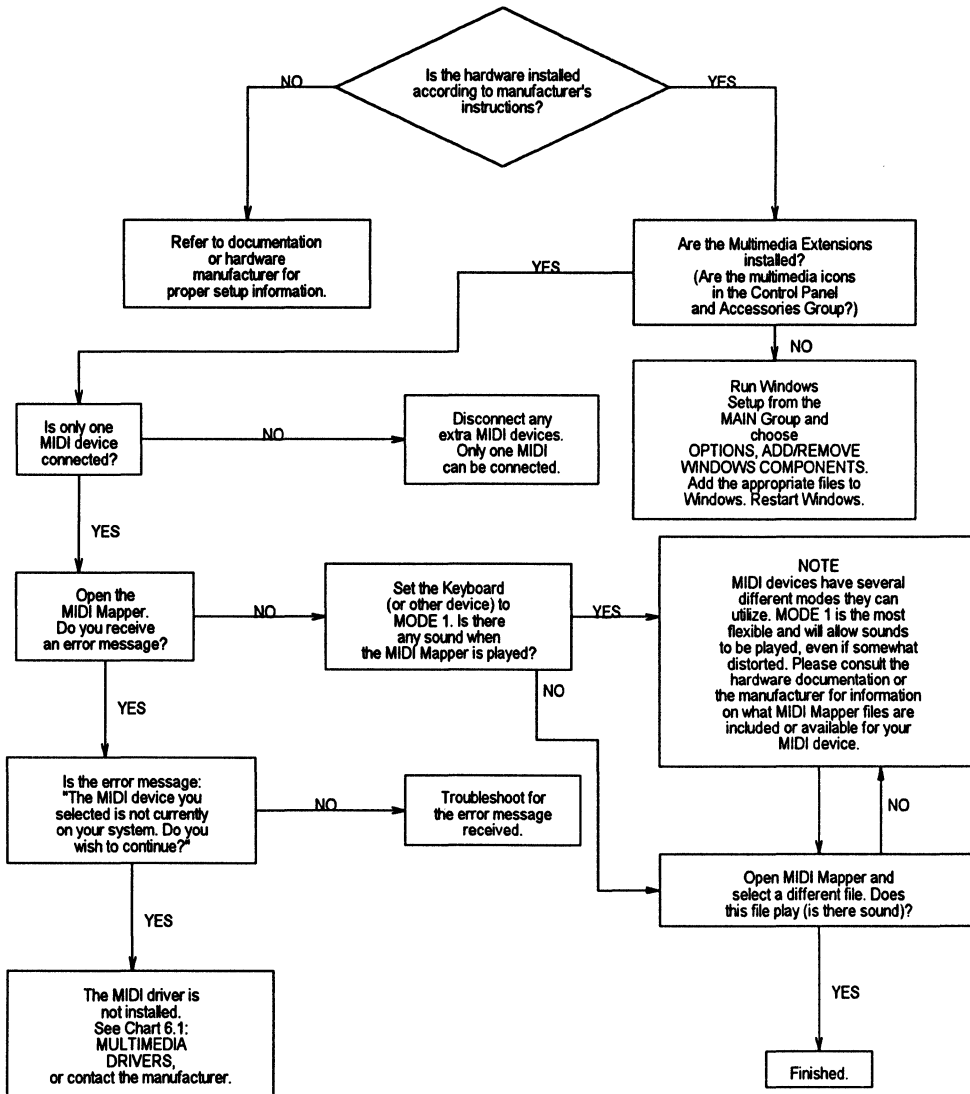 Is the hardware installed
according to manufacturer's
instructions?
NO
YES
Refer to documentation
or hardware
manufacturer for
proper setup information.
Are the Multimedia Extensions
installed?
(Are the multimedia icons
in the Control Panel
and Accessories Group?)
YES
NO
Run Windows
Setup from the
MAIN Group and
choose
OPTIONS, ADD/REMOVE
WINDOWS COMPONENTS.
Add the appropriate files to
Windows. Restart Windows.
Is only one
MIDI device
connected?
NO
Disconnect any
extra MIDI devices.
Only one MIDI
can be connected.
YES
Open the
MIDI Mapper.
Do you receive
an error message?
NO
Set the Keyboard
(or other device) to
MODE 1. Is there
any sound when
the MIDI Mapper is played?
YES
NO
NOTE
MIDI devices have several
different modes they can
utilize. MODE 1 is the most
flexible and will allow sounds
to be played, even if somewhat
distorted. Please consult the
hardware documentation or
the manufacturer for information
on what MIDI Mapper files are
included or available for your
MIDI device.
YES
Is the error message:
"The MIDI device you
selected is not currently
on your system. Do you
wish to continue?"
NO
Troubleshoot for
the error message
received.
NO
Open MIDI Mapper and
select a different file. Does
this file play (is there sound)?
YES
The MIDI driver is
not installed.
See Chart 6.1:
MULTIMEDIA
DRIVERS,
or contact the manufacturer.
YES
Finished.